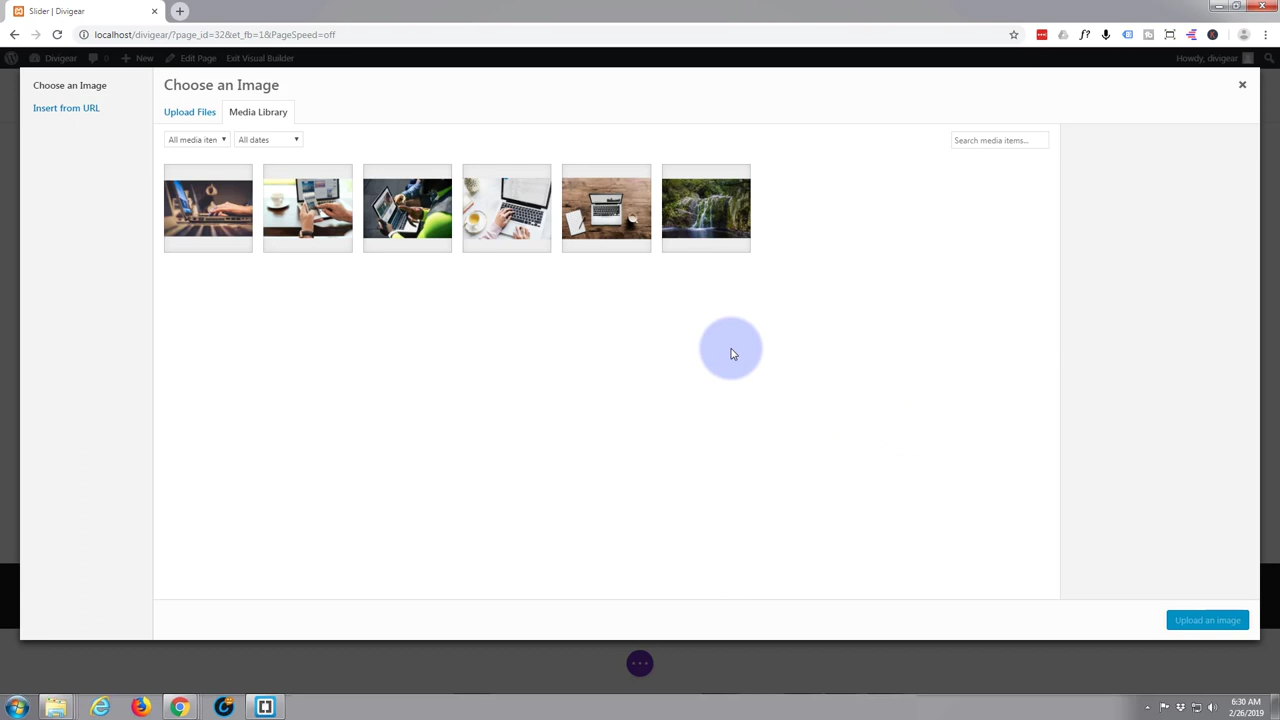 Slider | Divigear
localhost/divigear/?page_id=32&et_fb=1&PageSpeed=off
Divigear 0 New Edit Page Exit Visual Builder Howdy, divigear
Choose an Image
Insert from URL
Choose an Image
Upload Files Media Library
All media iten All dates Search media items...
Upload an image
6:30 AM
2/26/2019